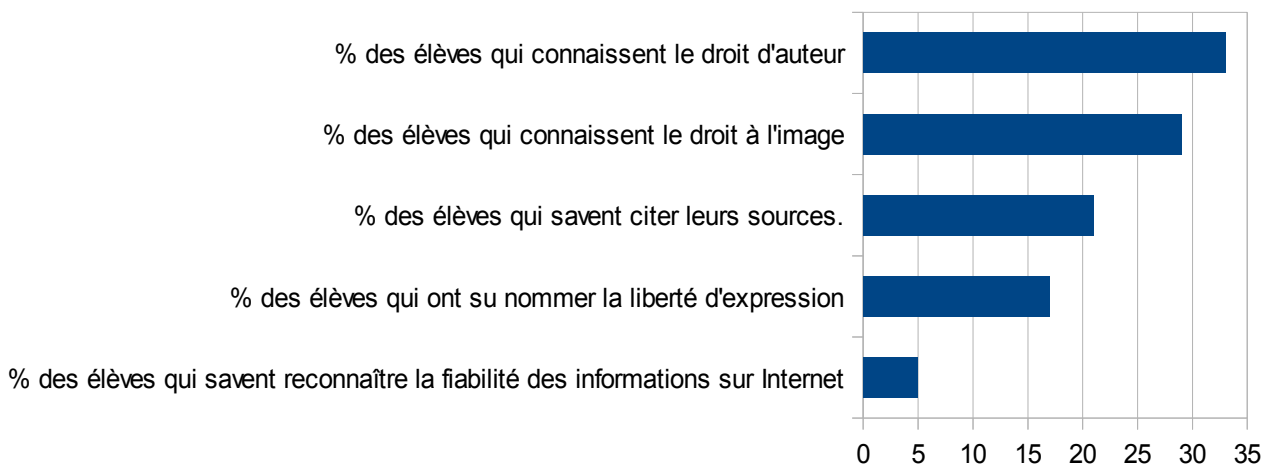 % des élèves qui connaissent le droit d'auteur
% des élèves qui connaissent le droit à l'image
% des élèves qui savent citer leurs sources.
% des élèves qui ont su nommer la liberté d'expression
% des élèves qui savent reconnaître la fiabilité des informations sur Internet
0 5 10 15 20 25 30 35